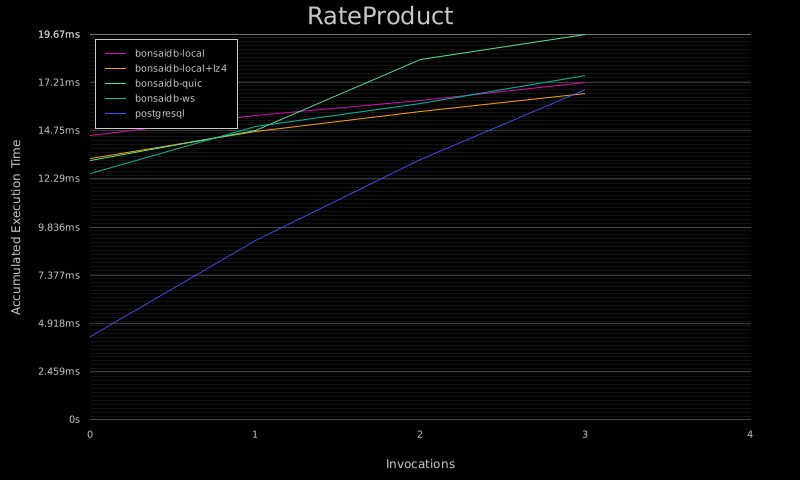 RateProduct
19.67ms
17.21ms
14.75ms
12.29ms
9.836ms
7.377ms
4.918ms
2.459ms
0s
bonsaidb-local
bonsaidb-local+lz4
bonsaidb-quic
bonsaidb-ws
postgresql
Accumulated Execution Time
0 1 2 3 4
Invocations